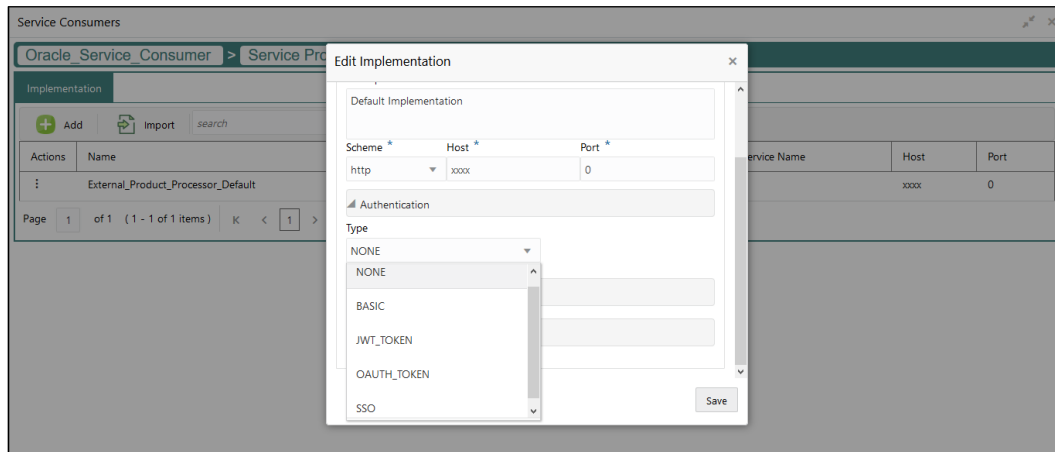 Service Consumers
Oracle_Service_Consumer > Service Pro
Implementation
Add Import search
Actions Name ervice Name Host Port
External_Product_Processor_Default xxxx 0
Page 1 of 1 (1 - 1 of 1 items) K < 1 >
Edit Implementation
Default Implementation
Scheme * Host * Port *
http xxxx 0
Authentication
Type
NONE
NONE
BASIC
JWT_TOKEN
OAUTH_TOKEN
SSO
Save